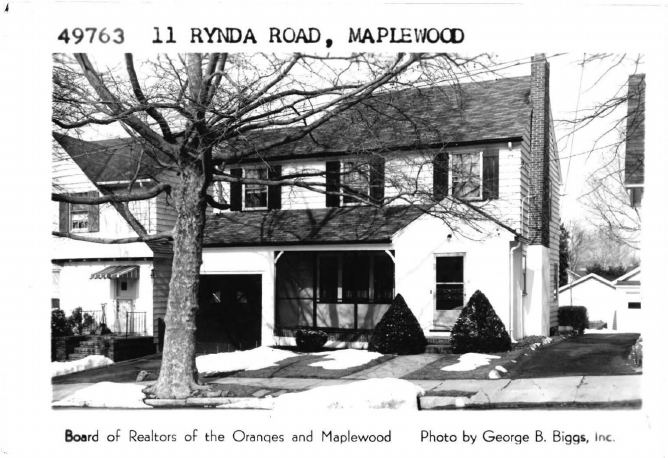 49763 11 RYNDA ROAD, MAPLEWOOD
Board of Realtors of the Oranges and Maplewood Photo by George B. Biggs, Inc.